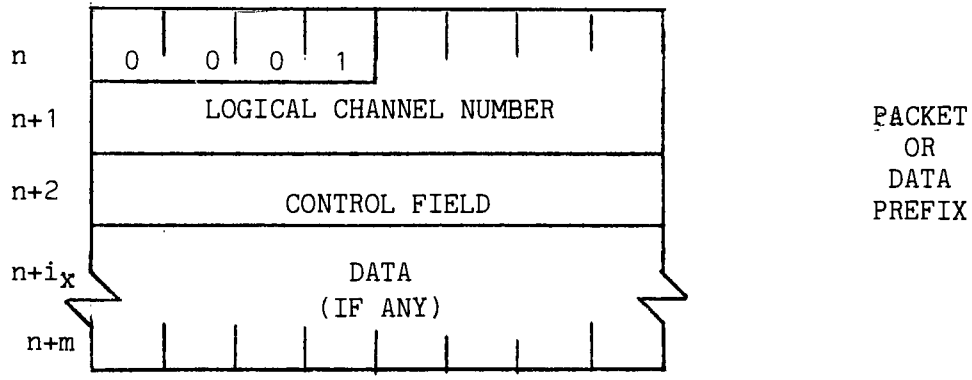 n
0 0 0 1
n+1
LOGICAL CHANNEL NUMBER
n+2
CONTROL FIELD
n+ix
DATA
(IF ANY)
n+m
PACKET
OR
DATA
PREFIX